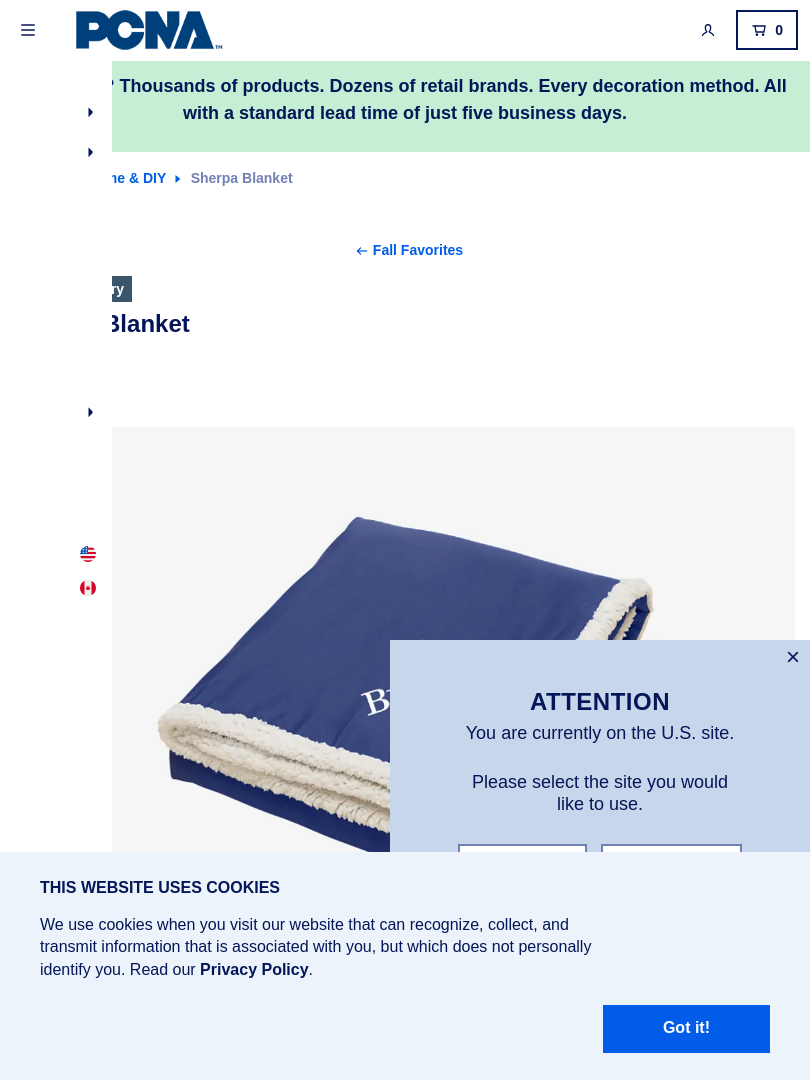 PCNA™
0
? Thousands of products. Dozens of retail brands. Every decoration method. All
with a standard lead time of just five business days.
& DIY Sherpa Blanket
← Fall Favorites
Blanket
ATTENTION
You are currently on the U.S. site.
Please select the site you would
like to use.
THIS WEBSITE USES COOKIES
We use cookies when you visit our website that can recognize, collect, and
transmit information that is associated with you, but which does not personally
identify you. Read our Privacy Policy.
Got it!